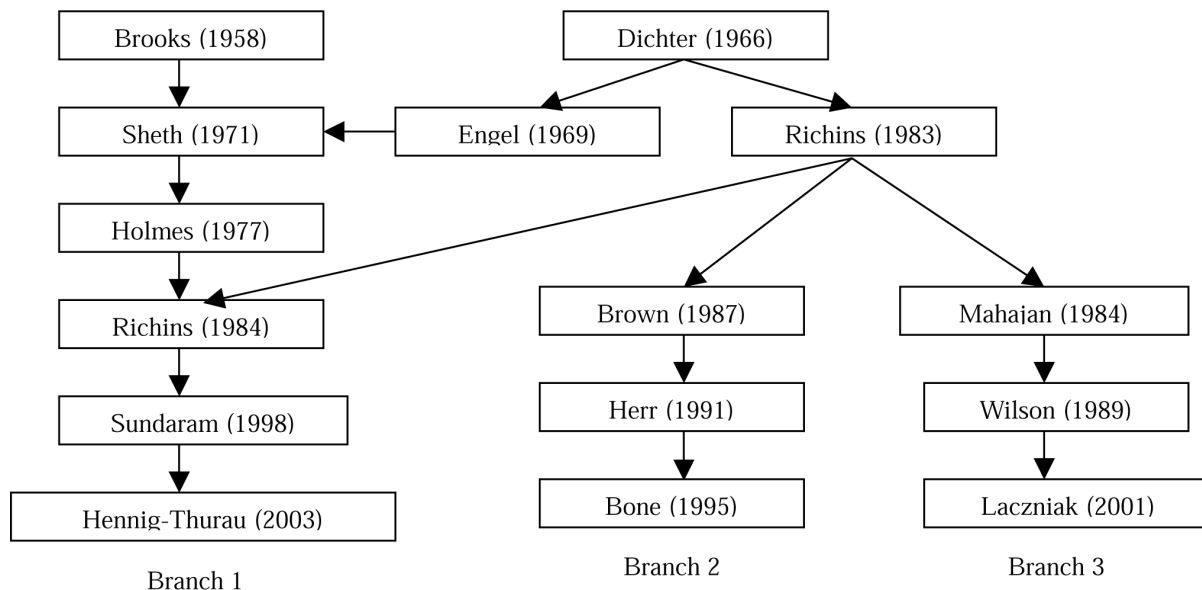 Brooks (1958)
Dichter (1966)
Sheth (1971)
Engel (1969)
Richins (1983)
Holmes (1977)
Richins (1984)
Brown (1987)
Mahajan (1984)
Sundaram (1998)
Herr (1991)
Wilson (1989)
Hennig-Thurau (2003)
Bone (1995)
Laczniak (2001)
Branch 1
Branch 2
Branch 3